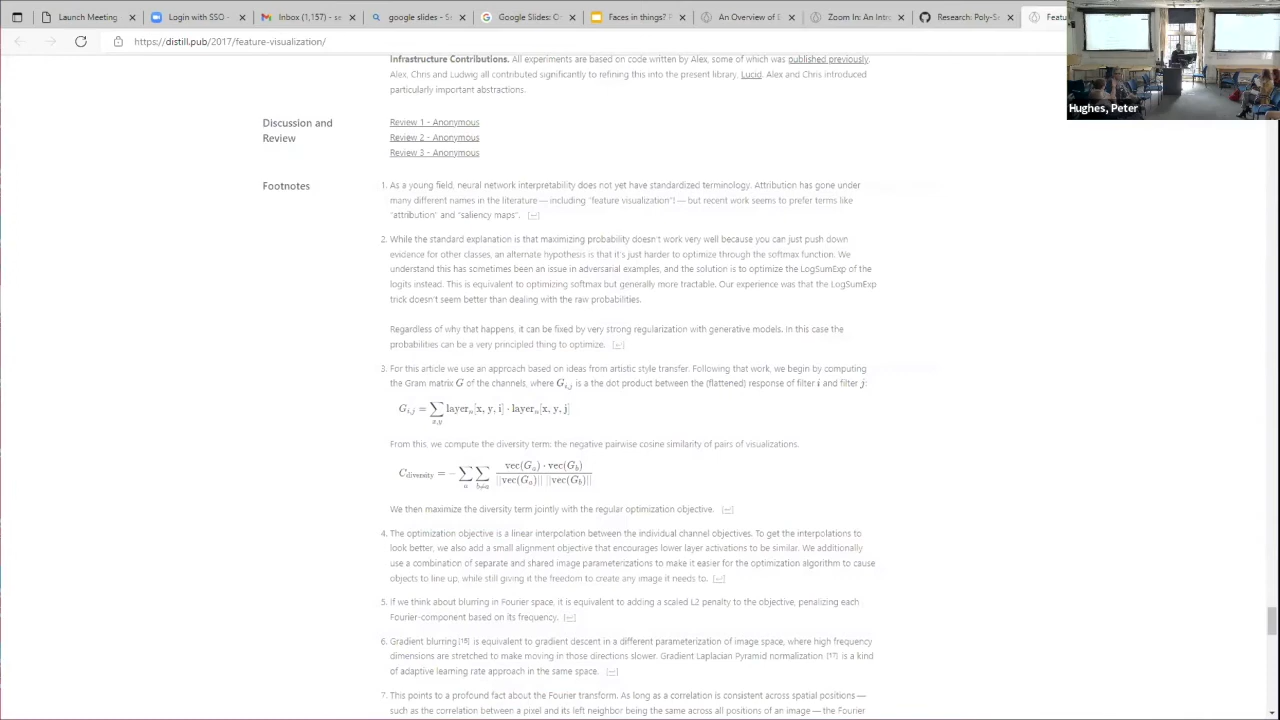 Launch Meeting
Login with SSO -
Inbox (1,157) - se
google slides - Se
Google Slides: Cr
Faces in things? P
An Overview of E
Zoom In: An Intr
Research: Poly-Se
Featu
https://distill.pub/2017/feature-visualization/
Hughes, Peter
Infrastructure Contributions. All experiments are based on code written by Alex, some of which was published previously.
Alex, Chris and Ludwig all contributed significantly to refining this into the present library, Lucid. Alex and Chris introduced
particularly important abstractions.
Discussion and
Review
Review 1 - Anonymous
Review 2 - Anonymous
Review 3 - Anonymous
Footnotes
1. As a young field, neural network interpretability does not yet have standardized terminology. Attribution has gone under
many different names in the literature — including "feature visualization"! — but recent work seems to prefer terms like
"attribution" and "saliency maps". [↩]
2. While the standard explanation is that maximizing probability doesn't work very well because you can just push down
evidence for other classes, an alternate hypothesis is that it's just harder to optimize through the softmax function. We
understand this has sometimes been an issue in adversarial examples, and the solution is to optimize the LogSumExp of the
logits instead. This is equivalent to optimizing softmax but generally more tractable. Our experience was that the LogSumExp
trick doesn't seem better than dealing with the raw probabilities.
Regardless of why that happens, it can be fixed by very strong regularization with generative models. In this case the
probabilities can be a very principled thing to optimize. [↩]
3. For this article we use an approach based on ideas from artistic style transfer. Following that work, we begin by computing
the Gram matrix G of the channels, where G_{i,j} is a the dot product between the (flattened) response of filter i and filter j:
G_{i,j} = ∑_{x,y} layer_n[x, y, i] · layer_n[x, y, j]
From this, we compute the diversity term: the negative pairwise cosine similarity of pairs of visualizations.
C_{diversity} = − ∑_a ∑_{b≠a} vec(G_a) · vec(G_b) / ||vec(G_a)|| ||vec(G_b)||
We then maximize the diversity term jointly with the regular optimization objective. [↩]
4. The optimization objective is a linear interpolation between the individual channel objectives. To get the interpolations to
look better, we also add a small alignment objective that encourages lower layer activations to be similar. We additionally
use a combination of separate and shared image parameterizations to make it easier for the optimization algorithm to cause
objects to line up, while still giving it the freedom to create any image it needs to. [↩]
5. If we think about blurring in Fourier space, it is equivalent to adding a scaled L2 penalty to the objective, penalizing each
Fourier-component based on its frequency. [↩]
6. Gradient blurring [15] is equivalent to gradient descent in a different parameterization of image space, where high frequency
dimensions are stretched to make moving in those directions slower. Gradient Laplacian Pyramid normalization [17] is a kind
of adaptive learning rate approach in the same space. [↩]
7. This points to a profound fact about the Fourier transform. As long as a correlation is consistent across spatial positions —
such as the correlation between a pixel and its left neighbor being the same across all positions of an image — the Fourier